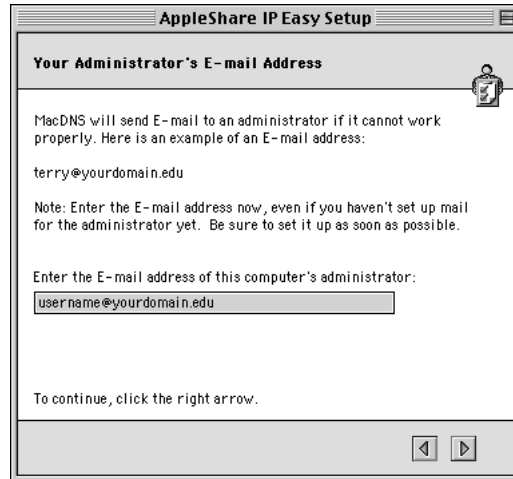 AppleShare IP Easy Setup
Your Administrator's E-mail Address
MacDNS will send E-mail to an administrator if it cannot work
properly. Here is an example of an E-mail address:
terry@yourdomain.edu
Note: Enter the E-mail address now, even if you haven't set up mail
for the administrator yet. Be sure to set it up as soon as possible.
Enter the E-mail address of this computer's administrator:
username@yourdomain.edu
To continue, click the right arrow.